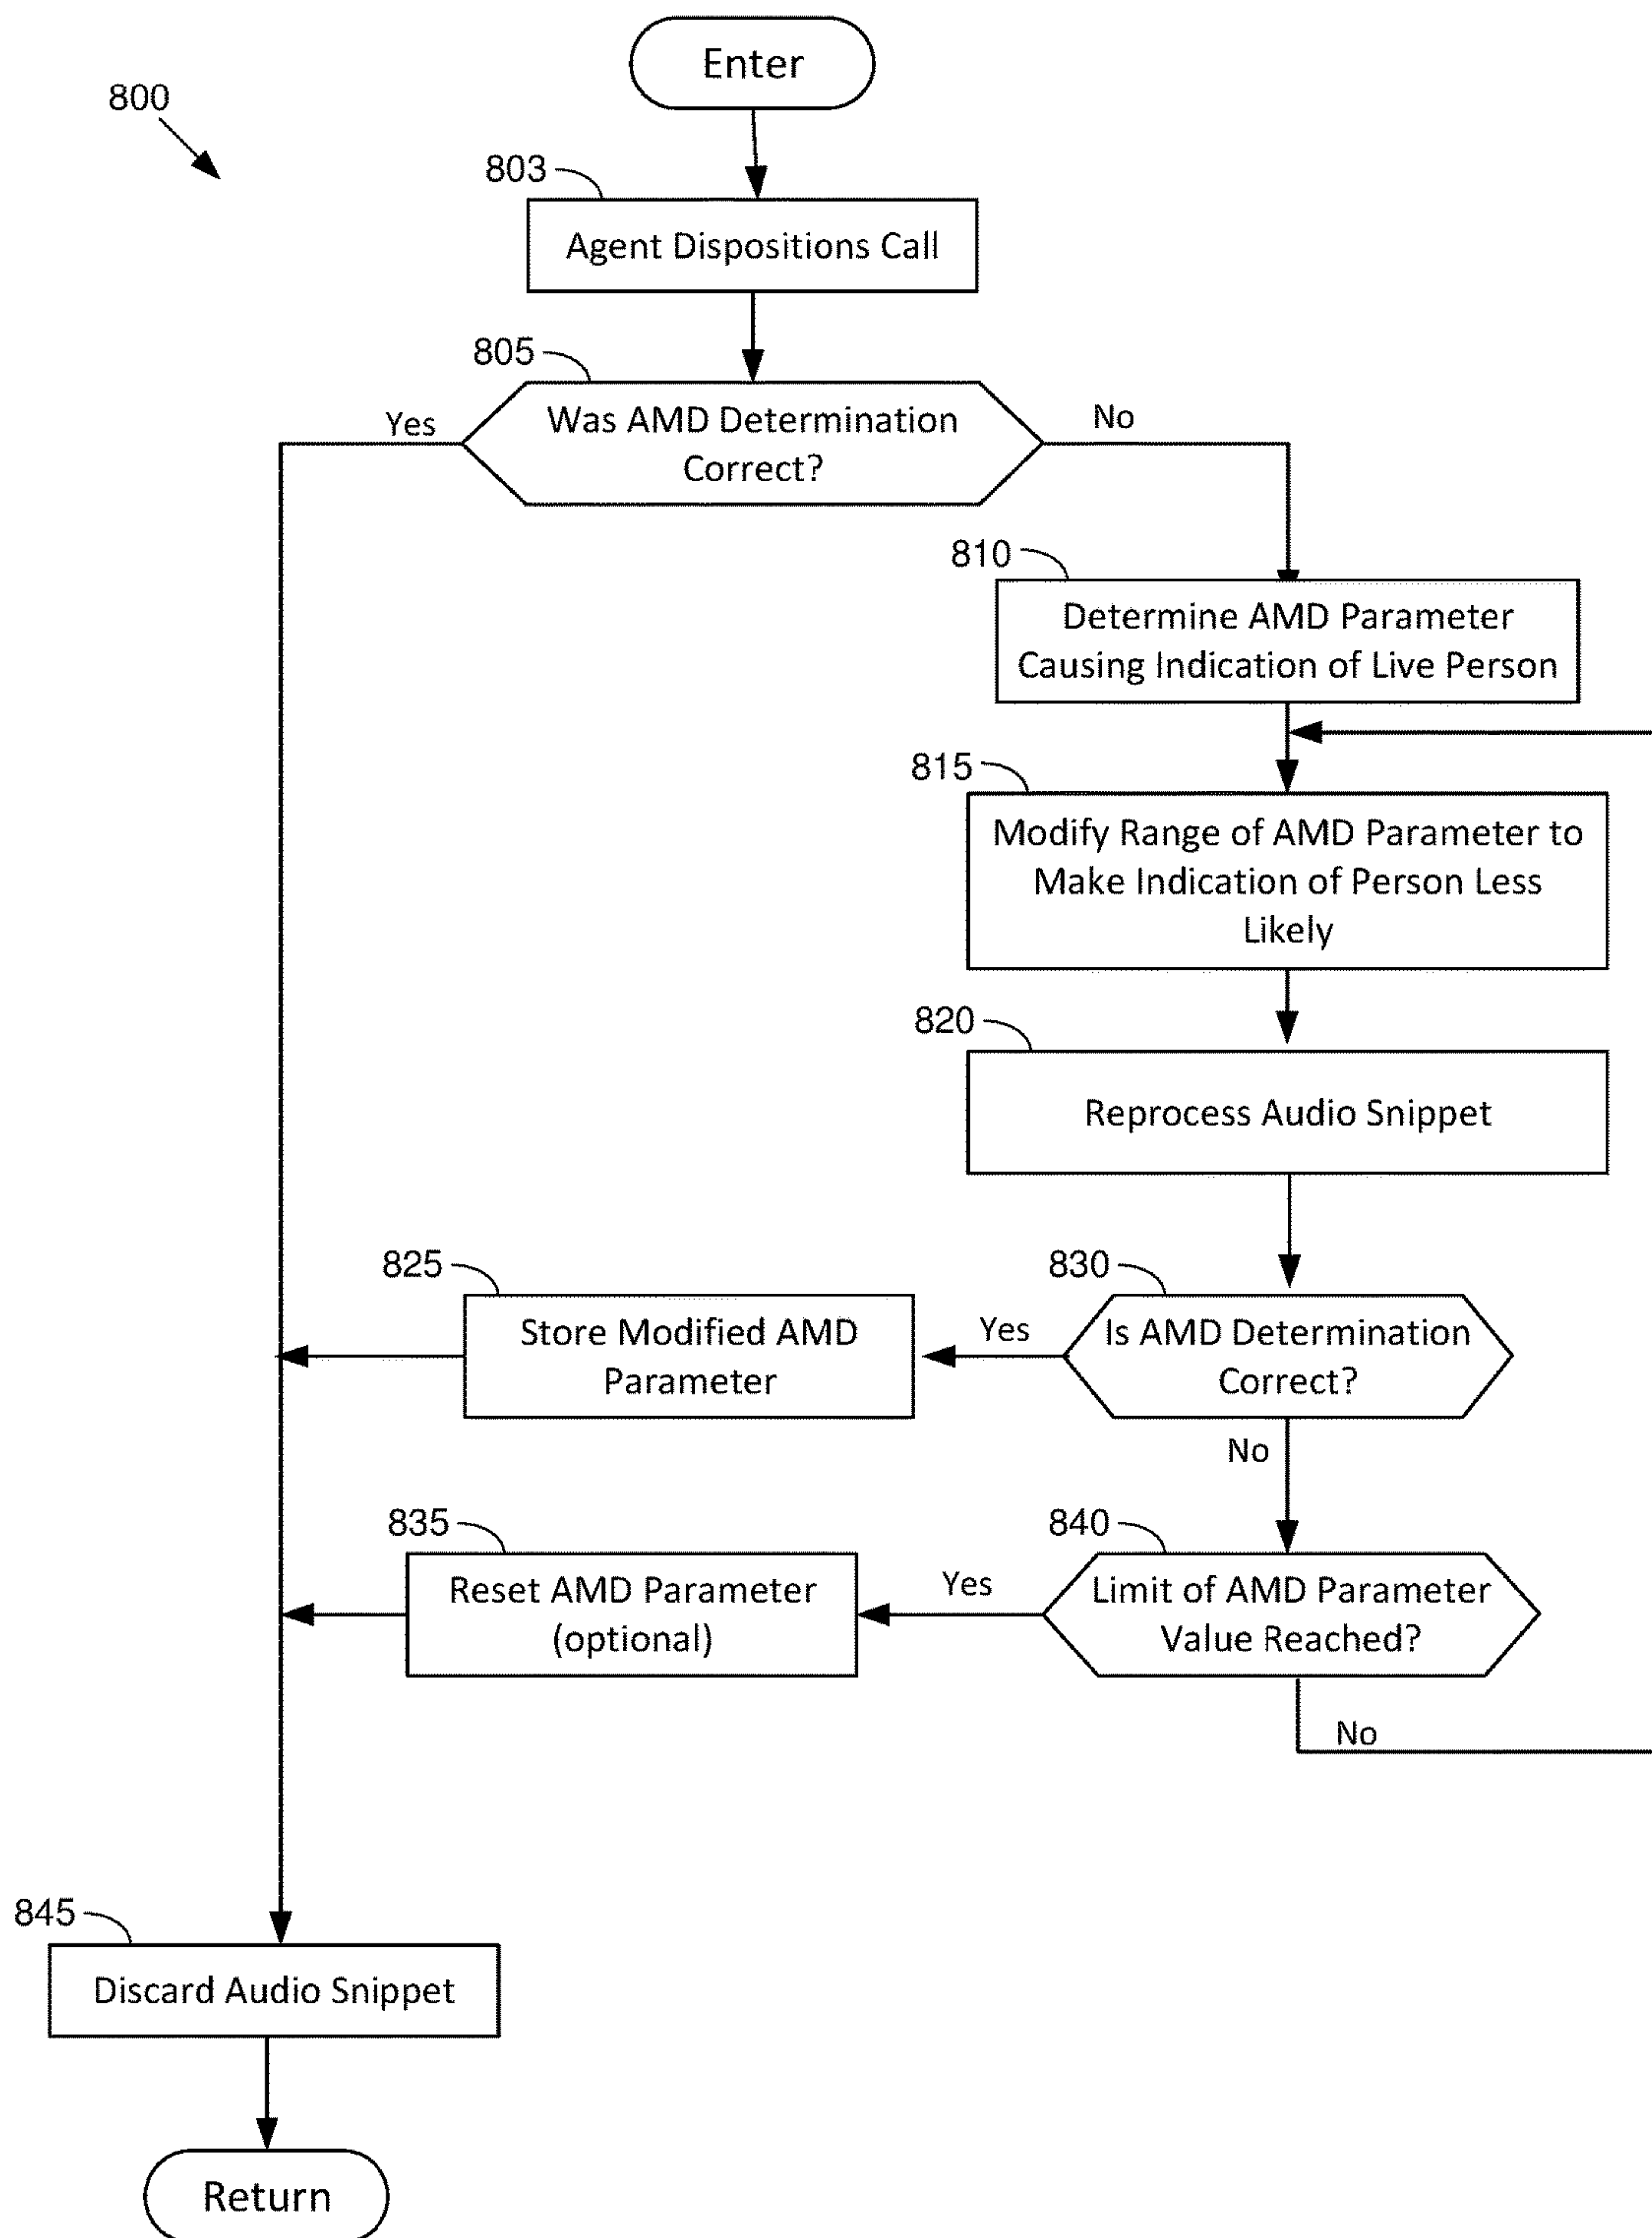 Enter
800
803
Agent Dispositions Call
805
Yes
Was AMD Determination
Correct?
No
810
Determine AMD Parameter
Causing Indication of Live Person
815
Modify Range of AMD Parameter to
Make Indication of Person Less
Likely
820
Reprocess Audio Snippet
825
Store Modified AMD
Parameter
Yes
830
Is AMD Determination
Correct?
No
835
Reset AMD Parameter
(optional)
Yes
840
Limit of AMD Parameter
Value Reached?
No
845
Discard Audio Snippet
Return